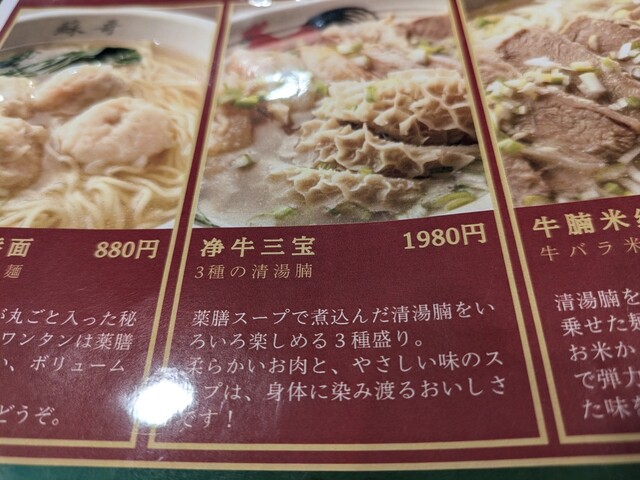 蘇哥
面
880円
麺
が丸ごと入った秘
ワンタンは薬膳
い、ボリューム
どうぞ。
净牛三宝
1980円
3種の清湯腩
薬膳スープで煮込んだ清湯腩をい
ろいろ楽しめる３種盛り。
柔らかいお肉と、やさしい味のス
プは、身体に染み渡るおいしさ
です！
牛腩米
牛バラ米
清湯腩を
乗せた麺
お米か
で弾力
た味を